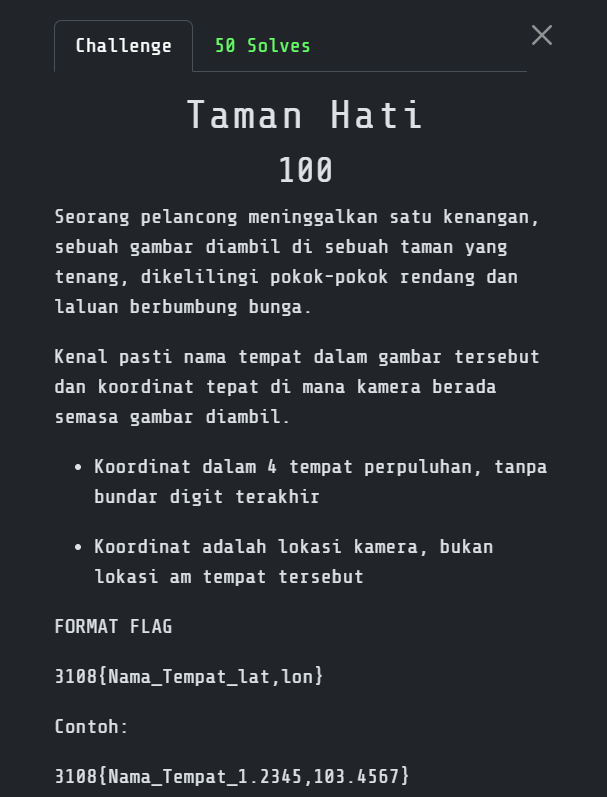 Challenge
50 Solves
Taman Hati
100
Seorang pelancong meninggalkan satu kenangan,
sebuah gambar diambil di sebuah taman yang
tenang, dikelilingi pokok-pokok rendang dan
laluan berbumbung bunga.
Kenal pasti nama tempat dalam gambar tersebut
dan koordinat tepat di mana kamera berada
semasa gambar diambil.
• Koordinat dalam 4 tempat perpuluhan, tanpa
bundar digit terakhir
• Koordinat adalah lokasi kamera, bukan
lokasi am tempat tersebut
FORMAT FLAG
3108{Nama_Tempat_lat,lon}
Contoh:
3108{Nama_Tempat_1.2345,103.4567}